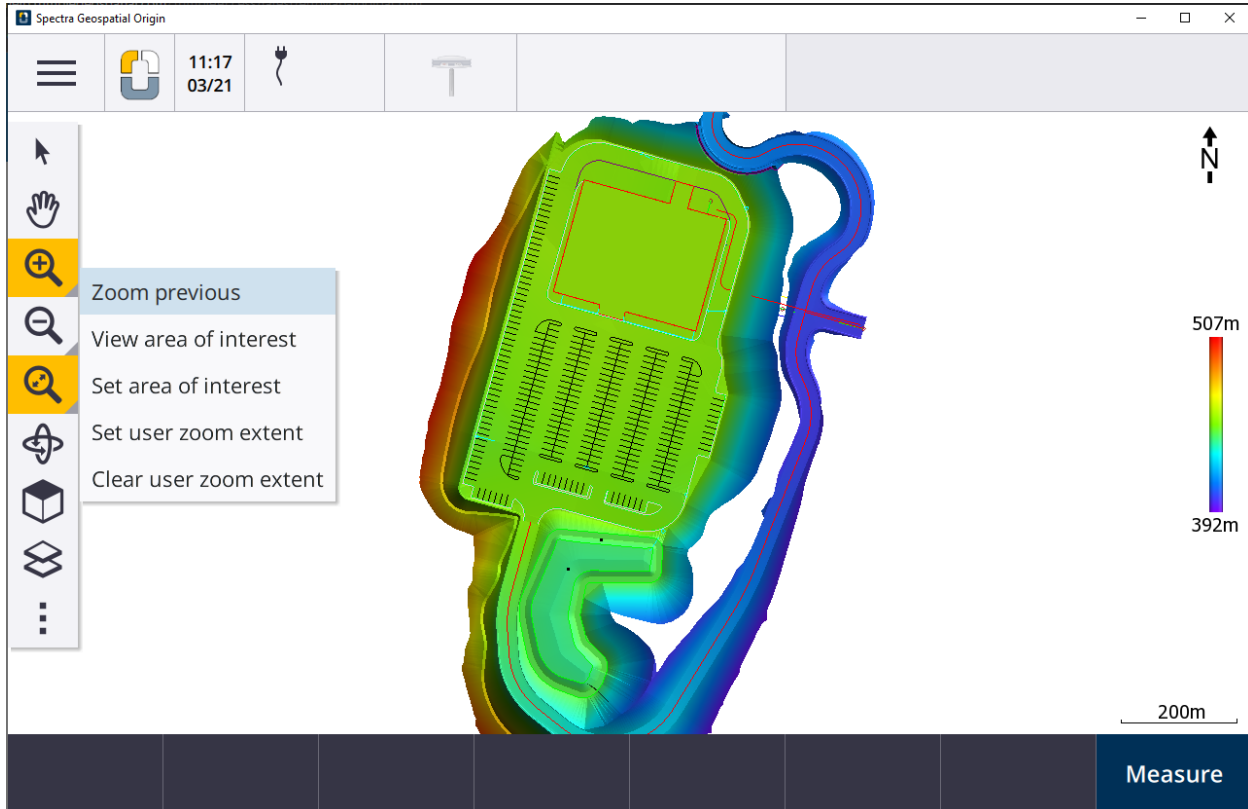 Spectra Geospatial Origin
11:17
03/21
N
Zoom previous
View area of interest
Set area of interest
Set user zoom extent
Clear user zoom extent
507m
392m
200m
Measure